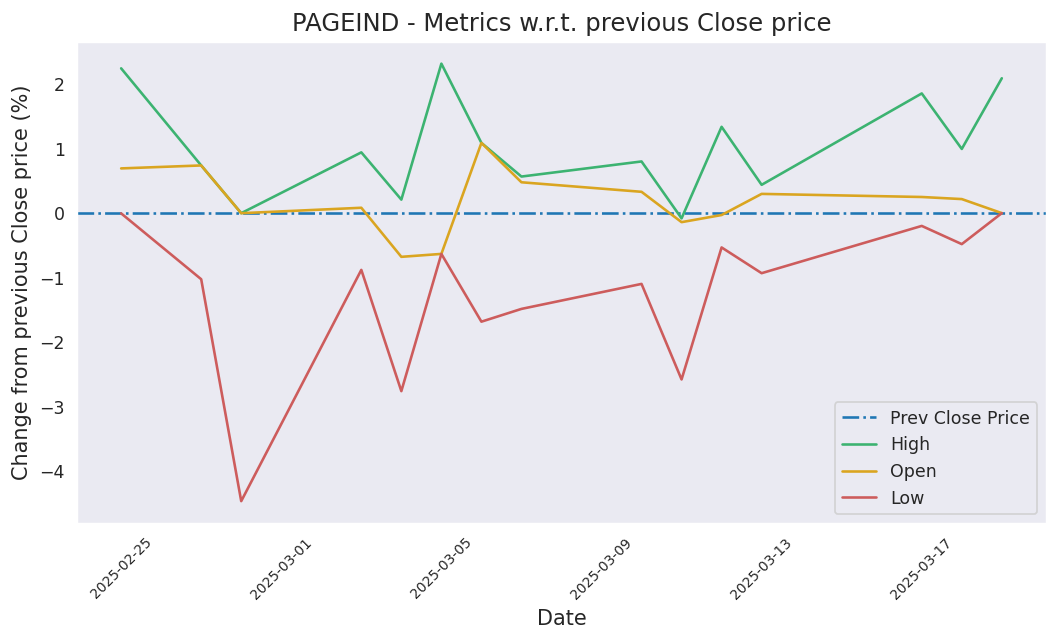 PAGEIND - Metrics w.r.t. previous Close price
Change from previous Close price (%)
2
1
0
−1
−2
−3
−4
Prev Close Price
High
Open
Low
2025-02-25
2025-03-01
2025-03-05
2025-03-09
2025-03-13
2025-03-17
Date